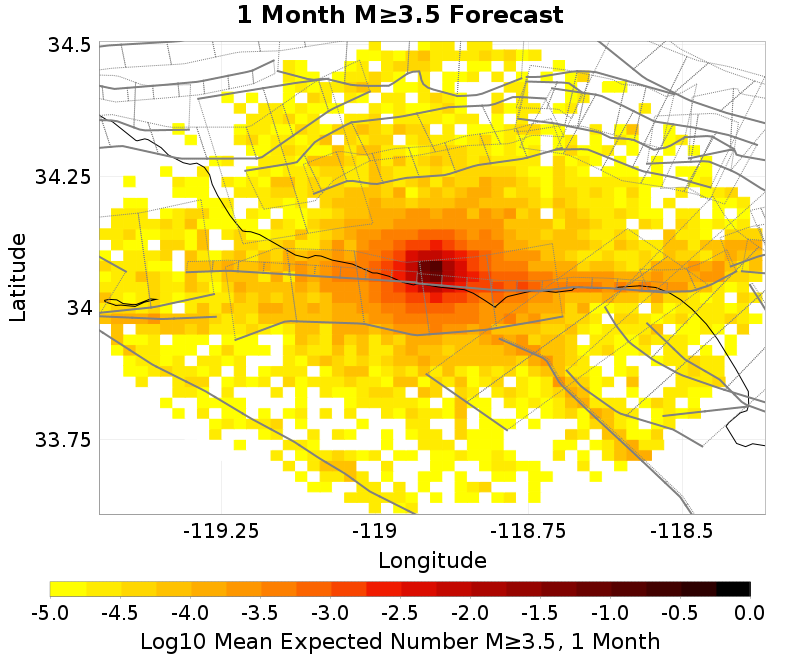 1 Month M≥3.5 Forecast
34.5
34.25
34
33.75
Latitude
-119.25 -119 -118.75 -118.5
Longitude
-5.0 -4.5 -4.0 -3.5 -3.0 -2.5 -2.0 -1.5 -1.0 -0.5 0.0
Log10 Mean Expected Number M≥3.5, 1 Month